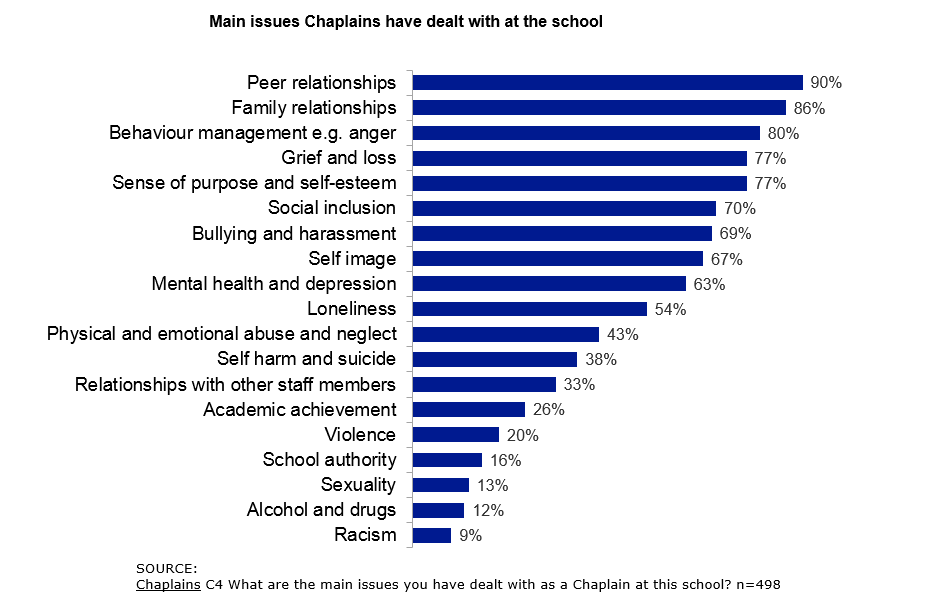 Main issues Chaplains have dealt with at the school
Peer relationships 90%
Family relationships 86%
Behaviour management e.g. anger 80%
Grief and loss 77%
Sense of purpose and self-esteem 77%
Social inclusion 70%
Bullying and harassment 69%
Self image 67%
Mental health and depression 63%
Loneliness 54%
Physical and emotional abuse and neglect 43%
Self harm and suicide 38%
Relationships with other staff members 33%
Academic achievement 26%
Violence 20%
School authority 16%
Sexuality 13%
Alcohol and drugs 12%
Racism 9%
SOURCE:
Chaplains C4 What are the main issues you have dealt with as a Chaplain at this school? n=498